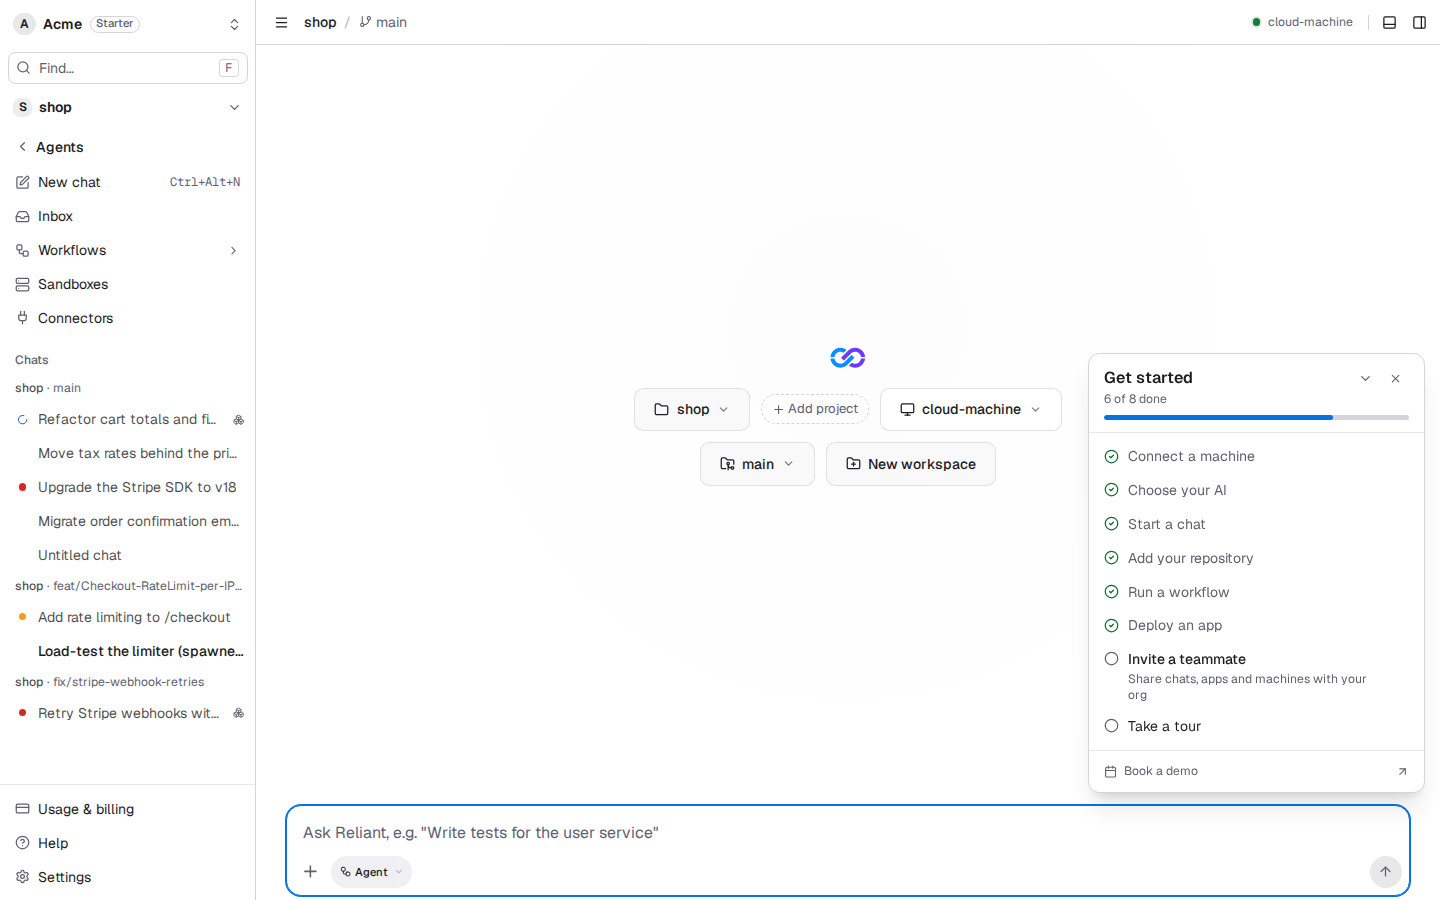 A Acme Starter
Find... F
S shop
Agents
New chat Ctrl+Alt+N
Inbox
Workflows
Sandboxes
Connectors
Chats
shop · main
Refactor cart totals and fi...
Move tax rates behind the pri...
Upgrade the Stripe SDK to v18
Migrate order confirmation em...
Untitled chat
shop · feat/Checkout-RateLimit-per-IP...
Add rate limiting to /checkout
Load-test the limiter (spawne...
shop · fix/stripe-webhook-retries
Retry Stripe webhooks wit...
Usage & billing
Help
Settings
shop / main
cloud-machine
shop
Add project
cloud-machine
main
New workspace
Get started
6 of 8 done
Connect a machine
Choose your AI
Start a chat
Add your repository
Run a workflow
Deploy an app
Invite a teammate
Share chats, apps and machines with your
org
Take a tour
Book a demo
Ask Reliant, e.g. "Write tests for the user service"
Agent